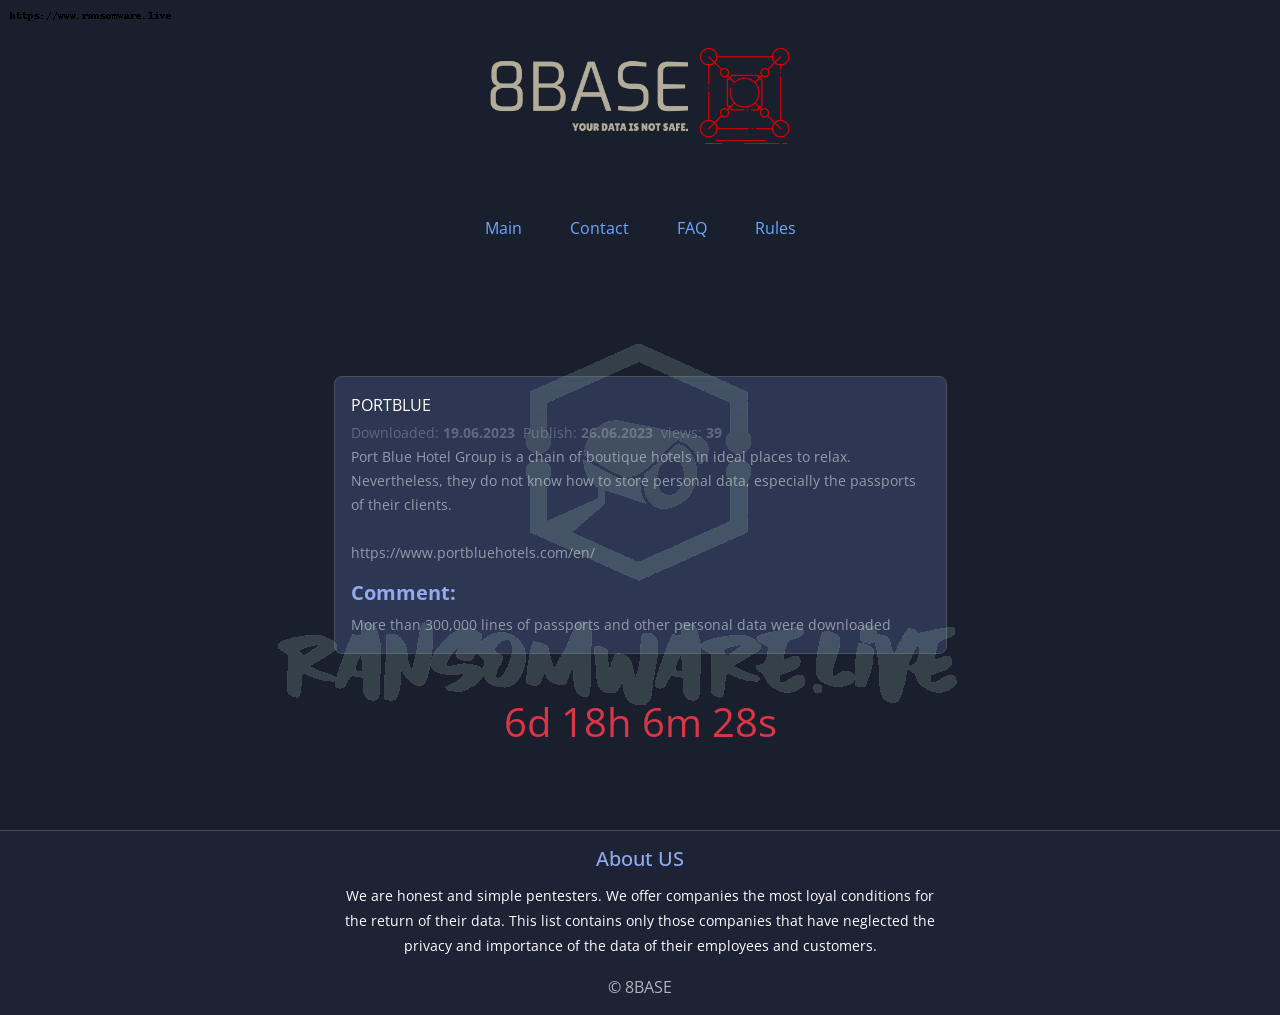 https://www.ransomware.live
8BASE
YOUR DATA IS NOT SAFE.
Main Contact FAQ Rules
PORTBLUE
Downloaded: 19.06.2023 Publish: 26.06.2023 views: 39
Port Blue Hotel Group is a chain of boutique hotels in ideal places to relax.
Nevertheless, they do not know how to store personal data, especially the passports
of their clients.
https://www.portbluehotels.com/en/
Comment:
More than 300,000 lines of passports and other personal data were downloaded
RANSOMWARE.LIVE
6d 18h 6m 28s
About US
We are honest and simple pentesters. We offer companies the most loyal conditions for
the return of their data. This list contains only those companies that have neglected the
privacy and importance of the data of their employees and customers.
© 8BASE